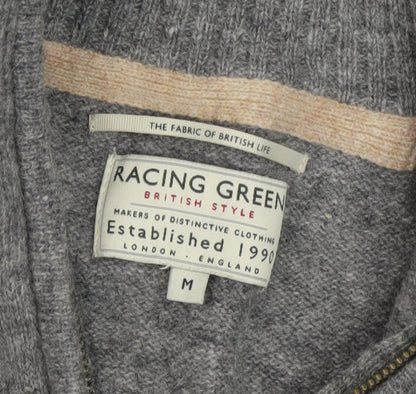 THE FABRIC OF BRITISH LIFE
RACING GREEN
BRITISH STYLE
MAKERS OF DISTINCTIVE CLOTHING
Established 1990
LONDON - ENGLAND
M